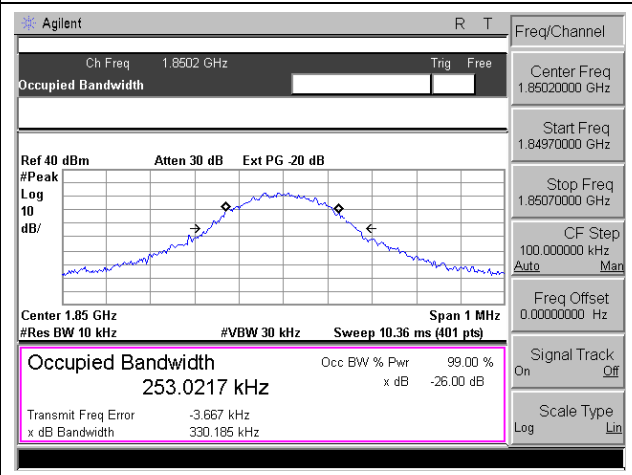 Agilent R T
Ch Freq 1.8502 GHz Trig Free
Occupied Bandwidth
Ref 40 dBm Atten 30 dB Ext PG -20 dB
#Peak
Log
10
dB/
Center 1.85 GHz Span 1 MHz
#Res BW 10 kHz #VBW 30 kHz Sweep 10.36 ms (401 pts)
Occupied Bandwidth Occ BW % Pwr 99.00 %
253.0217 kHz x dB -26.00 dB
Transmit Freq Error -3.667 kHz
x dB Bandwidth 330.185 kHz
Freq/Channel
Center Freq
1.85020000 GHz
Start Freq
1.84970000 GHz
Stop Freq
1.85070000 GHz
CF Step
100.000000 kHz
Auto Man
Freq Offset
0.00000000 Hz
Signal Track
On Off
Scale Type
Log Lin